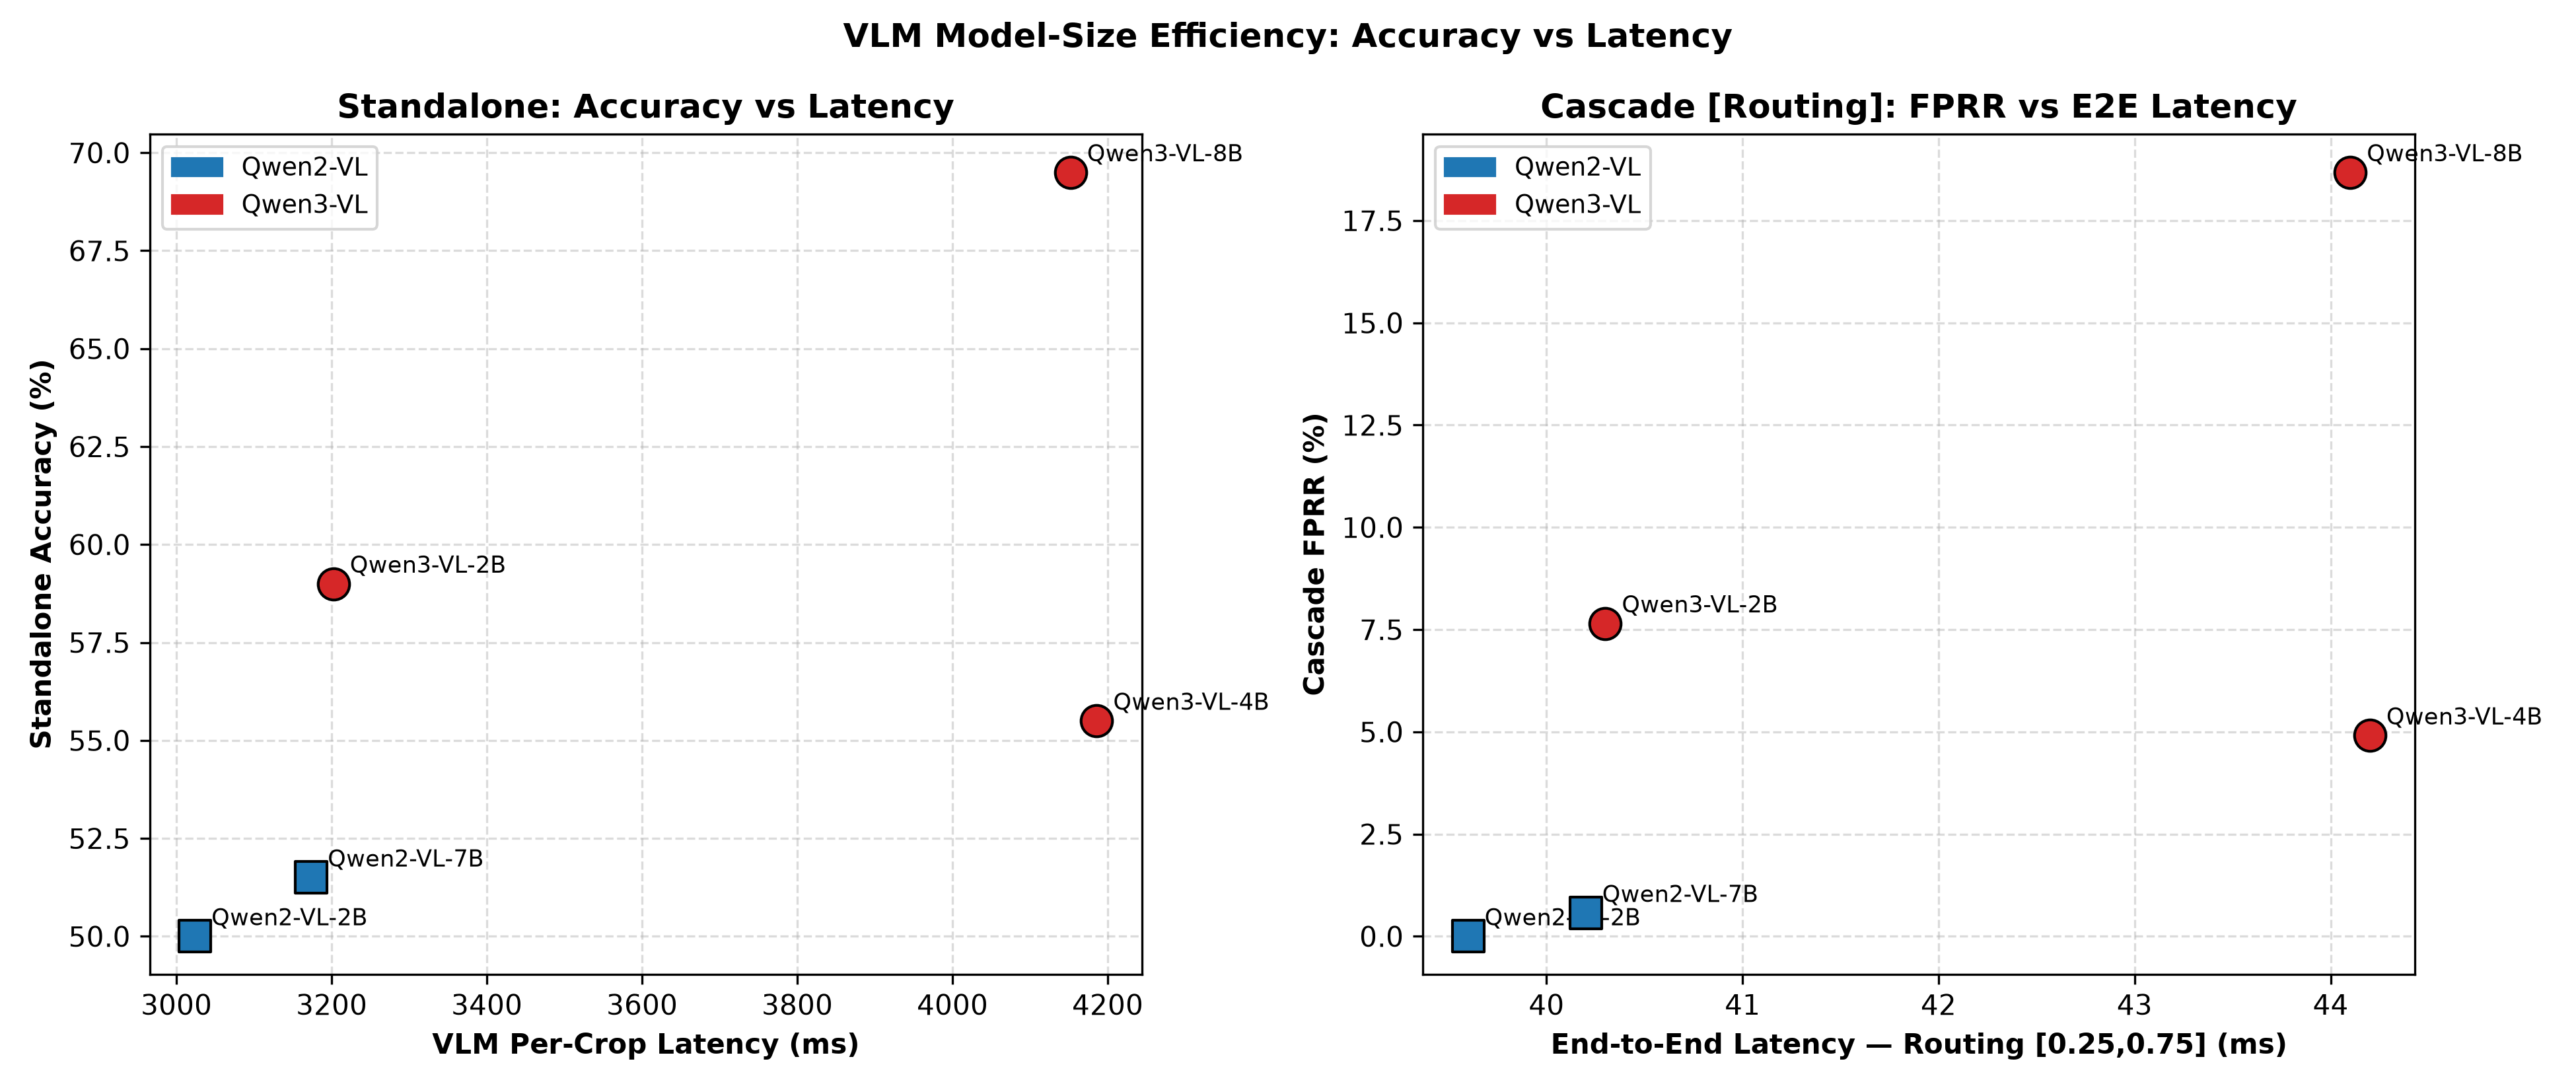 VLM Model-Size Efficiency: Accuracy vs Latency
Standalone: Accuracy vs Latency
Qwen2-VL
Qwen3-VL
Qwen3-VL-8B
Qwen3-VL-2B
Qwen3-VL-4B
Qwen2-VL-7B
Qwen2-VL-2B
70.0
67.5
65.0
62.5
60.0
57.5
55.0
52.5
50.0
Standalone Accuracy (%)
3000 3200 3400 3600 3800 4000 4200
VLM Per-Crop Latency (ms)
Cascade [Routing]: FPRR vs E2E Latency
Qwen2-VL
Qwen3-VL
Qwen3-VL-8B
Qwen3-VL-2B
Qwen3-VL-4B
Qwen2-VL-7B
Qwen2-VL-2B
17.5
15.0
12.5
10.0
7.5
5.0
2.5
0.0
Cascade FPRR (%)
40 41 42 43 44
End-to-End Latency — Routing [0.25,0.75] (ms)